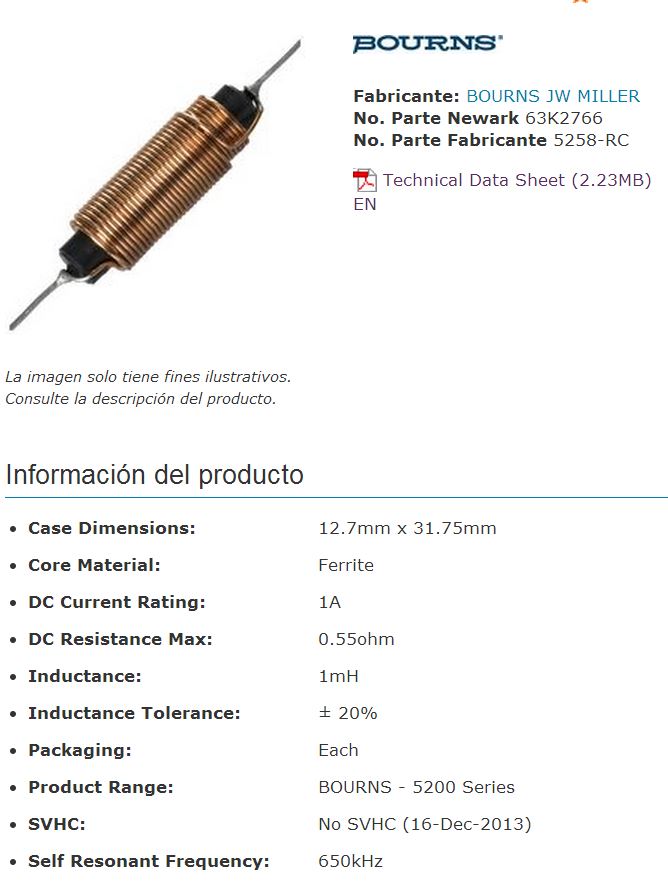 BOURNS®
Fabricante: BOURNS JW MILLER
No. Parte Newark 63K2766
No. Parte Fabricante 5258-RC
Technical Data Sheet (2.23MB)
EN
La imagen solo tiene fines ilustrativos.
Consulte la descripción del producto.
Información del producto
Case Dimensions: 12.7mm x 31.75mm
Core Material: Ferrite
DC Current Rating: 1A
DC Resistance Max: 0.55ohm
Inductance: 1mH
Inductance Tolerance: ± 20%
Packaging: Each
Product Range: BOURNS - 5200 Series
SVHC: No SVHC (16-Dec-2013)
Self Resonant Frequency: 650kHz